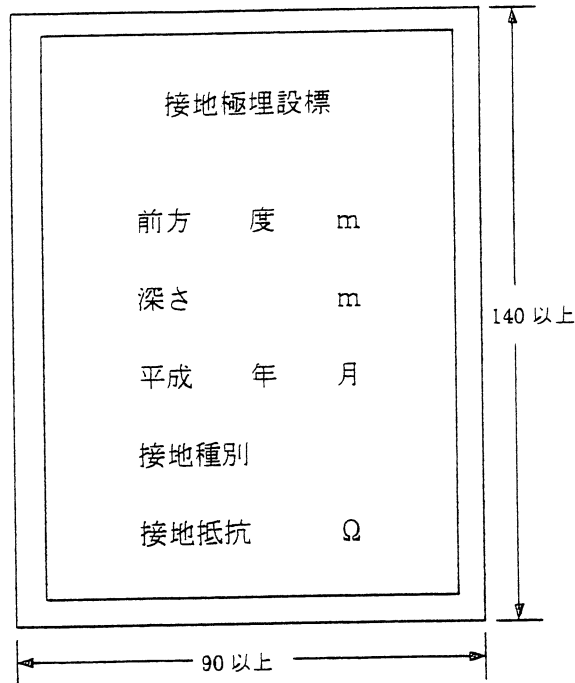 接地極埋設標
前方 度 m
深さ m
平成 年 月
接地種別
接地抵抗 Ω
140 以上
90 以上